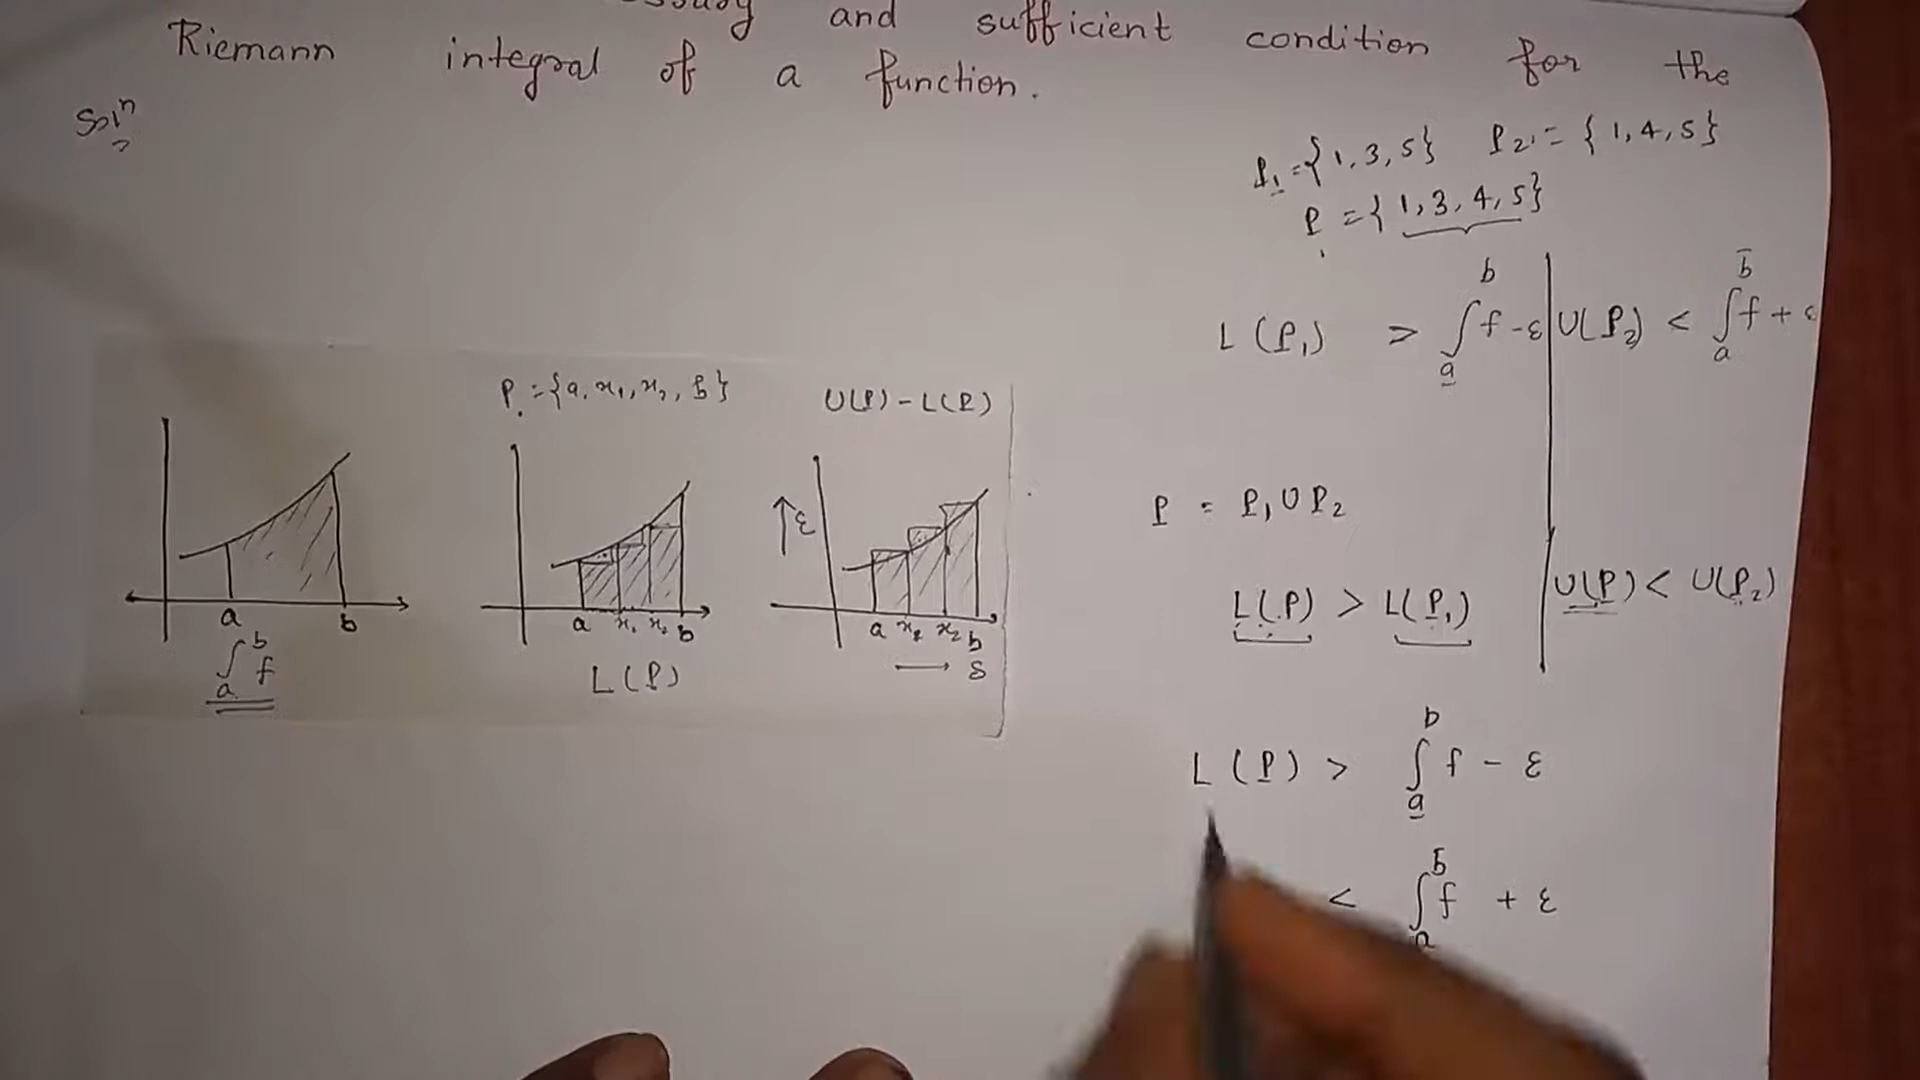 and sufficient condition for the
Riemann integral of a function.
Solⁿ
P₁ = {1, 3, 5} P₂ = {1, 4, 5}
P = {1, 3, 4, 5}
L(P₁) > ∫ₐᵇ f - ε | U(P₂) < ∫ₐᵇ̄ f + ε
P = {a, x₁, x₂, b}
U(P) - L(P)
P = P₁ ∪ P₂
ε
L(P) > L(P₁) | U(P) < U(P₂)
a b
a x₁ x₂ b
a x₁ x₂ b
∫ₐᵇ f
L(P)
δ
L(P) > ∫ₐᵇ f - ε
< ∫ₐᵇ̄ f + ε